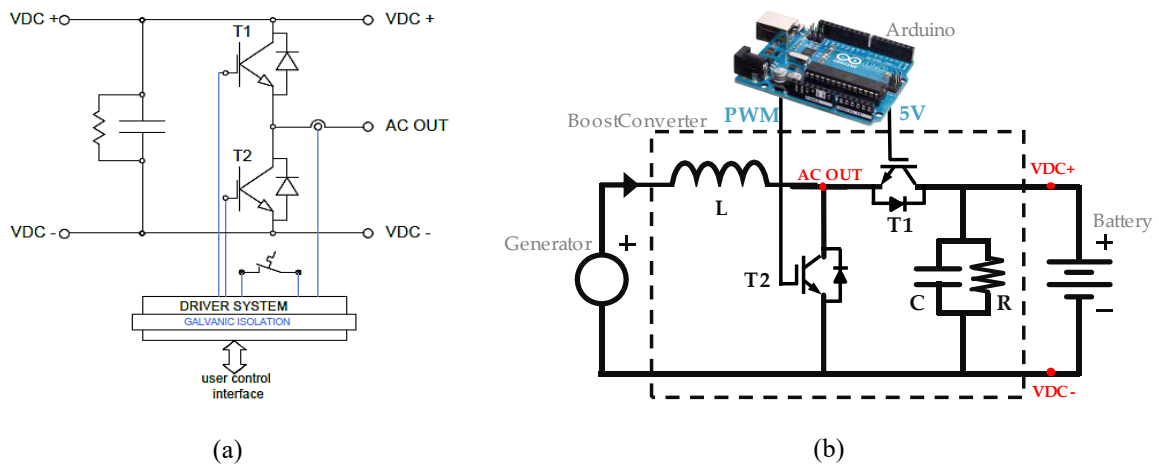 VDC +
VDC +
T1
AC OUT
T2
VDC -
VDC -
DRIVER SYSTEM
GALVANIC ISOLATION
user control
interface
(a)
Arduino
PWM
5V
BoostConverter
AC OUT
VDC+
L
T1
Generator
+
Battery
+
T2
C
R
VDC-
(b)